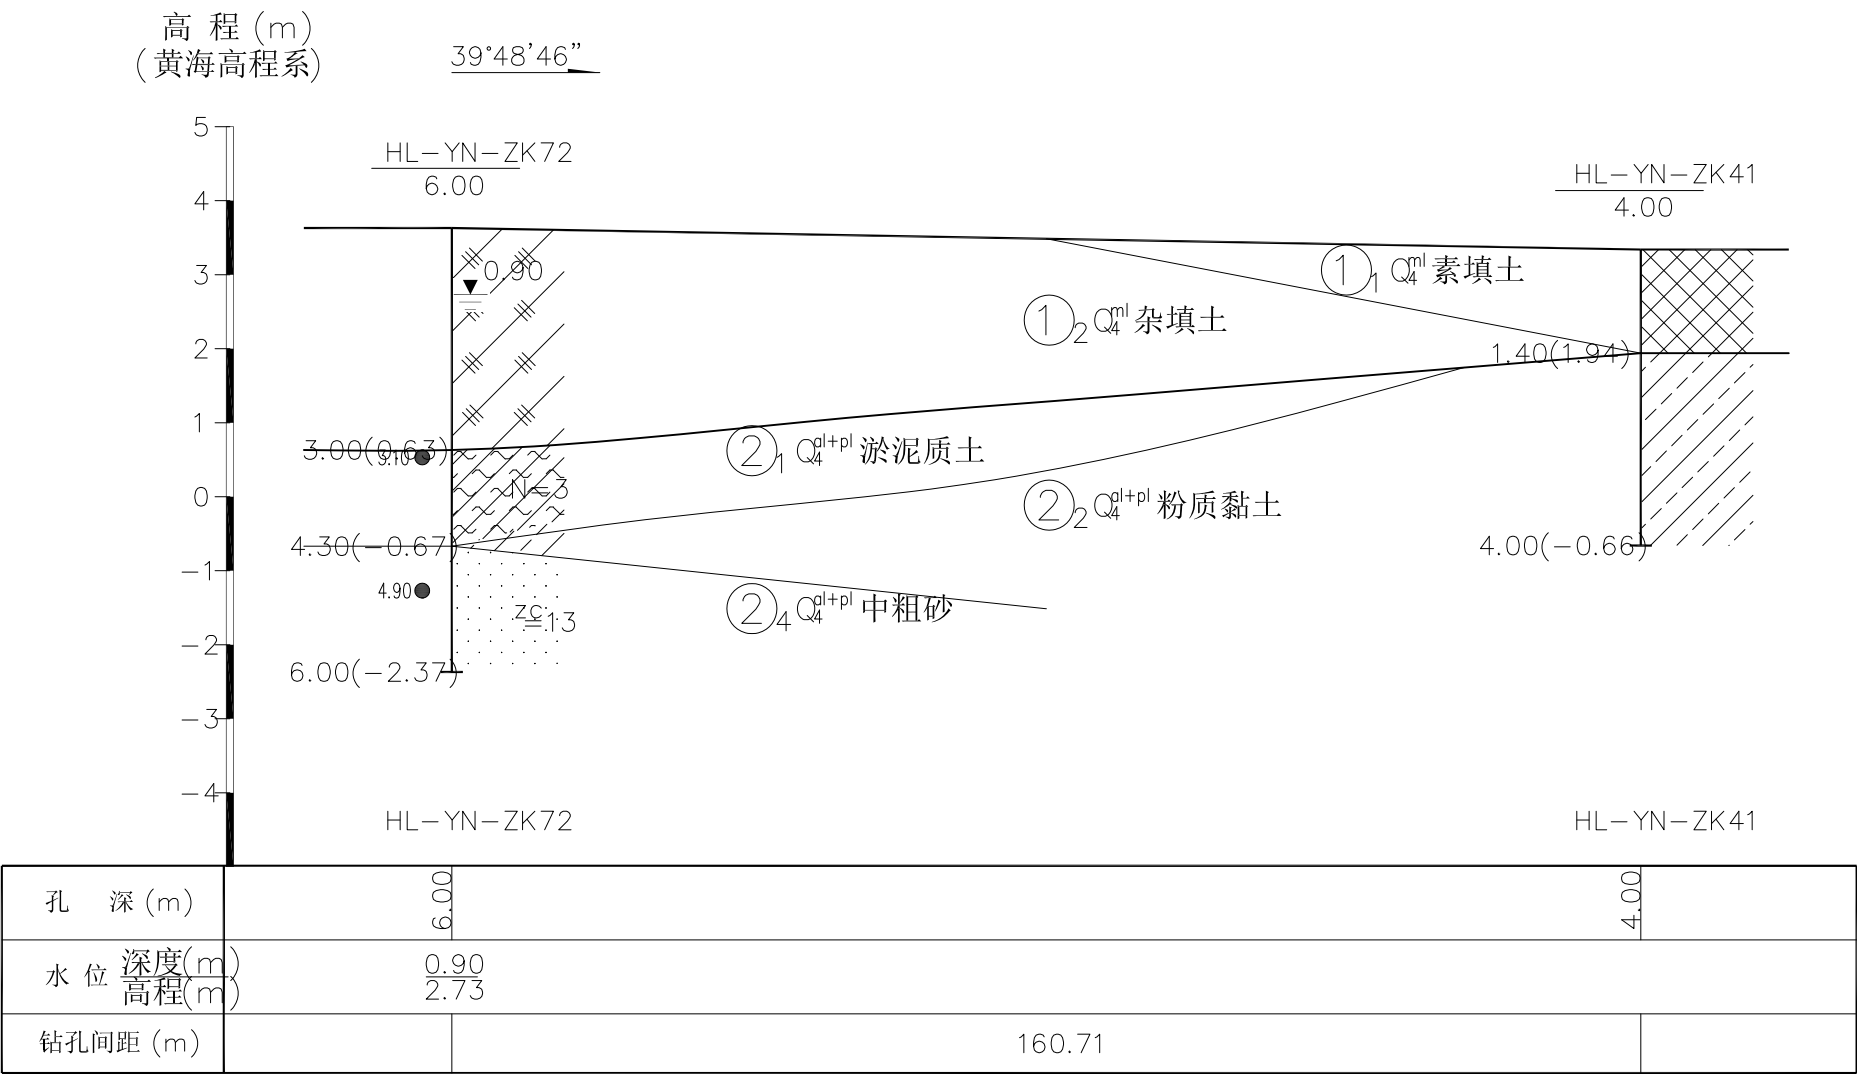 高 程 (m)
(黄海高程系)
39°48'46"
5
HL-YN-ZK72
6.00
HL-YN-ZK41
4.00
4
3
0.90
①1 Q4ml 素填土
①2 Q4ml 杂填土
2
1.40(1.94)
1
3.00(0.63)
3.10
②1 Q4al+pl 淤泥质土
N=3
0
②2 Q4al+pl 粉质黏土
4.30(-0.67)
4.00(-0.66)
-1
4.90
zc=13
②4 Q4al+pl 中粗砂
-2
6.00(-2.37)
-3
-4
HL-YN-ZK72
HL-YN-ZK41
孔 深 (m)
6.00
4.00
水 位 深度(m)
高程(m)
0.90
2.73
钻孔间距 (m)
160.71